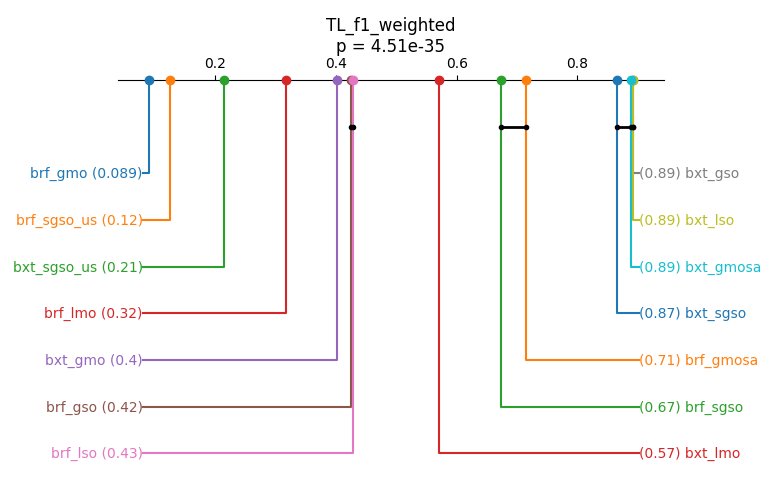 TL_f1_weighted
p = 4.51e-35
0.2 0.4 0.6 0.8
brf_gmo (0.089) (0.89) bxt_gso
brf_sgso_us (0.12) (0.89) bxt_lso
bxt_sgso_us (0.21) (0.89) bxt_gmosa
brf_lmo (0.32) (0.87) bxt_sgso
bxt_gmo (0.4) (0.71) brf_gmosa
brf_gso (0.42) (0.67) brf_sgso
brf_lso (0.43) (0.57) bxt_lmo